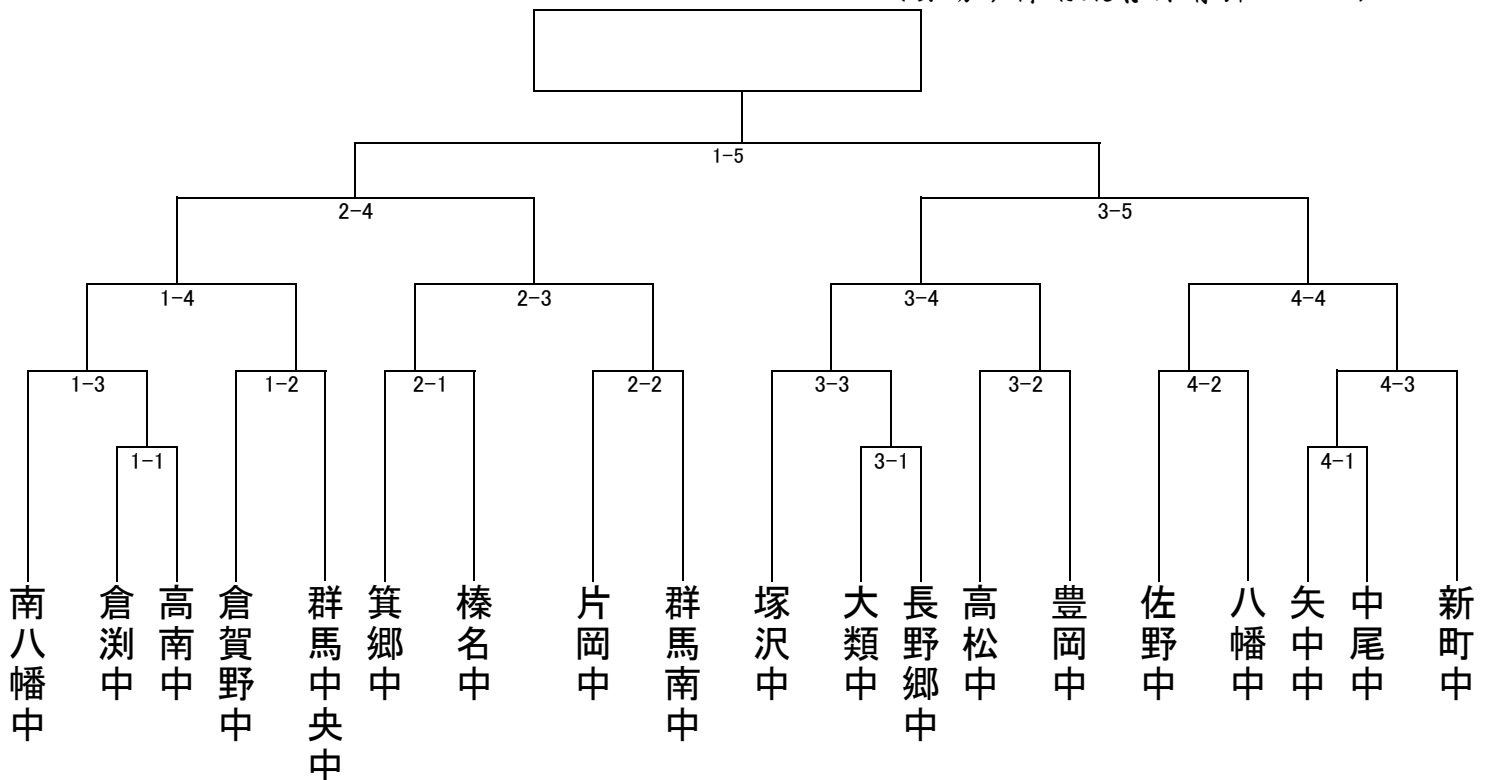 1-5
2-4
3-5
1-4
2-3
3-4
4-4
1-3
1-2
2-1
2-2
3-3
3-2
4-2
4-3
1-1
3-1
4-1
南八幡中
倉渕中
高南中
倉賀野中
群馬中央中
箕郷中
榛名中
片岡中
群馬南中
塚沢中
大類中
長野郷中
高松中
豊岡中
佐野中
八幡中
矢中中
中尾中
新町中